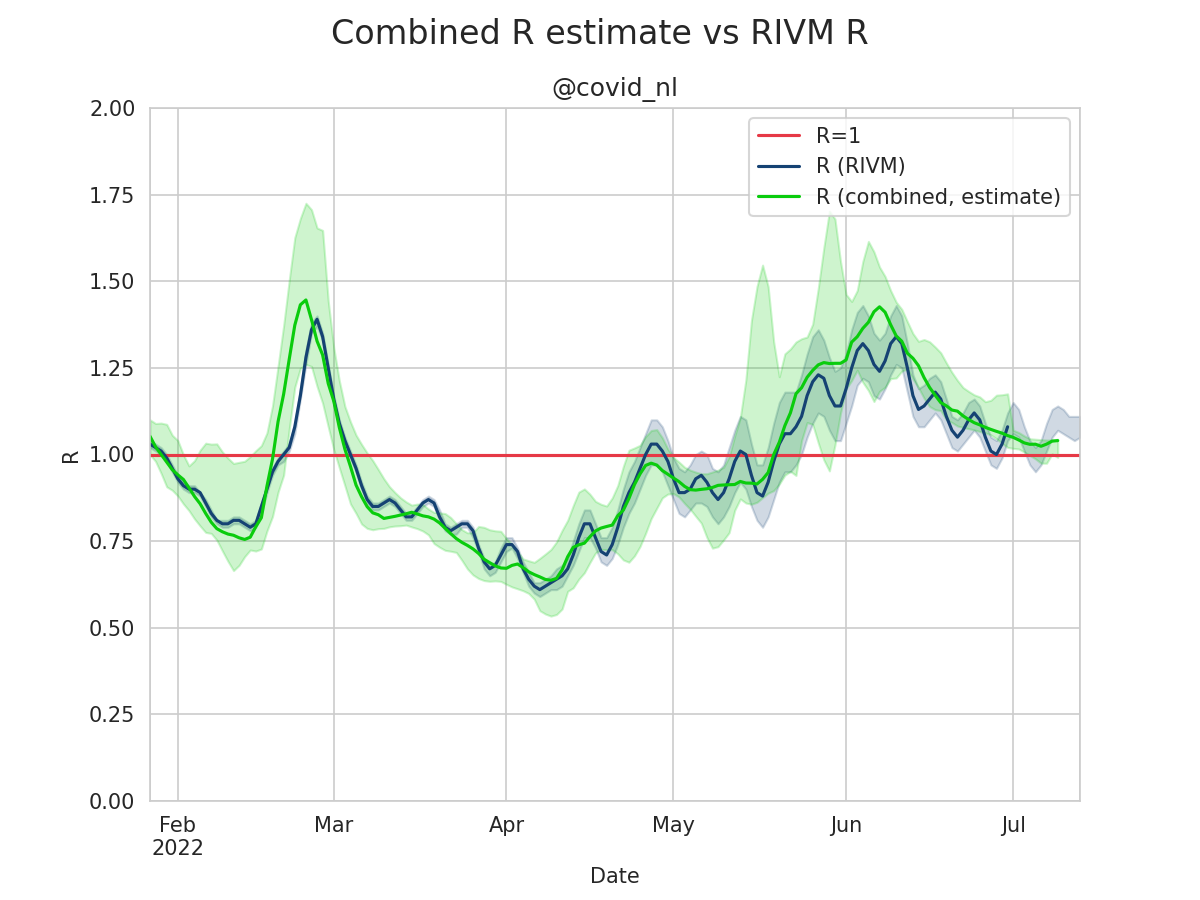 Combined R estimate vs RIVM R
@covid_nl
2.00
1.75
1.50
1.25
1.00
0.75
0.50
0.25
0.00
R
R=1
R (RIVM)
R (combined, estimate)
Feb Mar Apr May Jun Jul
2022
Date